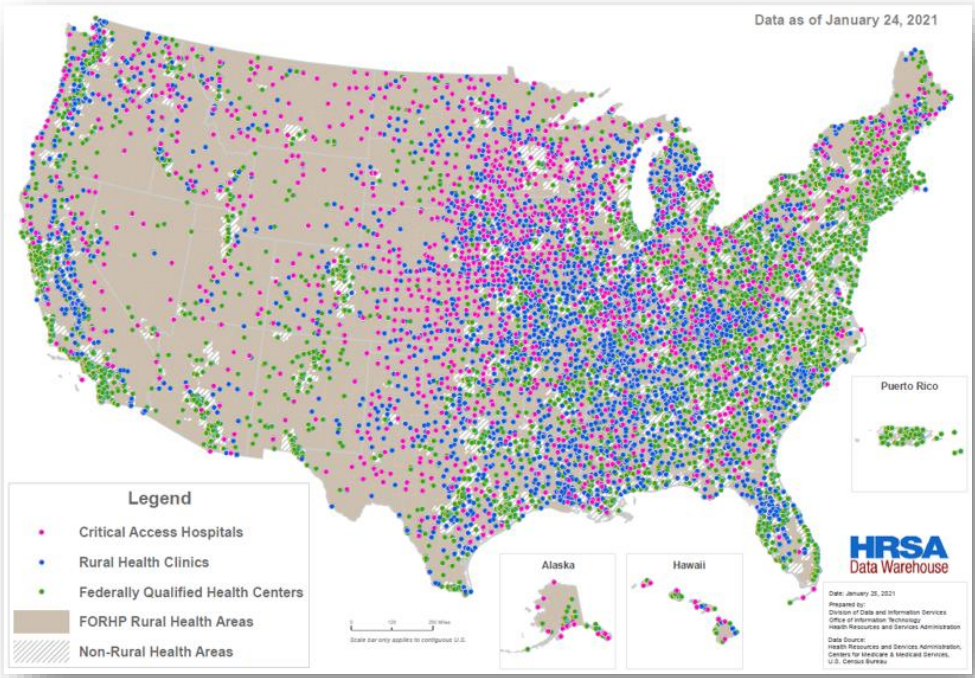 Data as of January 24, 2021
Puerto Rico
Legend
Critical Access Hospitals
Rural Health Clinics
Federally Qualified Health Centers
FORHP Rural Health Areas
Non-Rural Health Areas
Alaska
Hawaii
HRSA
Data Warehouse
Scale bar only applies to contiguous U.S.
Date: January 25, 2021
Prepared by:
Division of Data and Information Services
Office of Information Technology
Health Resources and Services Administration
Data Source:
Health Resources and Services Administration,
Centers for Medicare & Medicaid Services,
U.S. Census Bureau